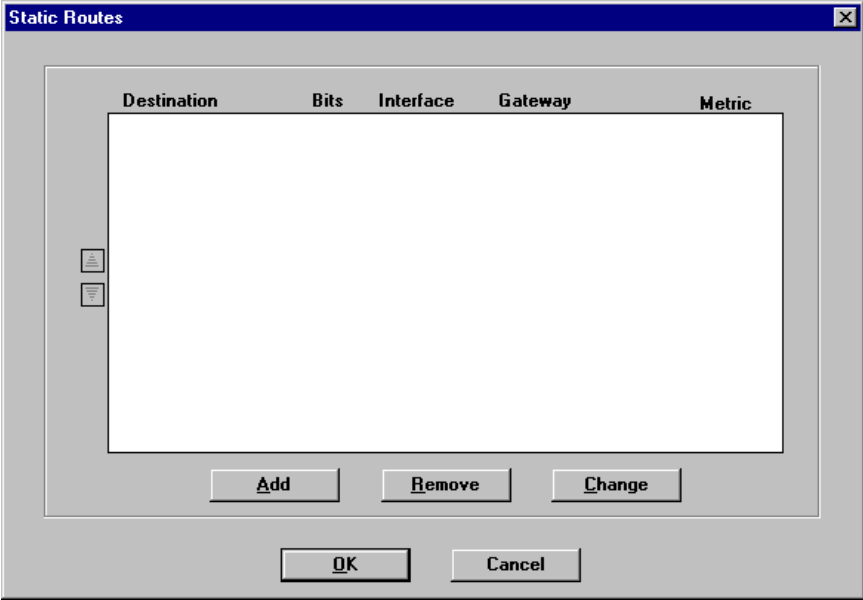 Static Routes
Destination Bits Interface Gateway Metric
Add Remove Change
OK Cancel